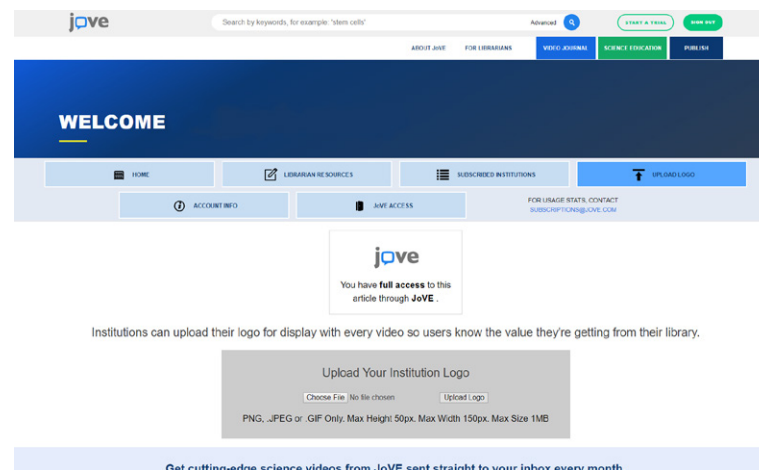 jove
Search by keywords, for example: 'stem cells'
Advanced
START A TRIAL
SIGN OUT
ABOUT JoVE
FOR LIBRARIANS
VIDEO JOURNAL
SCIENCE EDUCATION
PUBLISH
WELCOME
HOME
LIBRARIAN RESOURCES
SUBSCRIBED INSTITUTIONS
UPLOAD LOGO
ACCOUNT INFO
JoVE ACCESS
FOR USAGE STATS, CONTACT
SUBSCRIPTIONS@JOVE.COM
jove
You have full access to this
article through JoVE .
Institutions can upload their logo for display with every video so users know the value they're getting from their library.
Upload Your Institution Logo
Choose File No file chosen
Upload Logo
PNG, .JPEG or .GIF Only. Max Height 50px. Max Width 150px. Max Size 1MB
Get cutting-edge science videos from JoVE sent straight to your inbox every month.